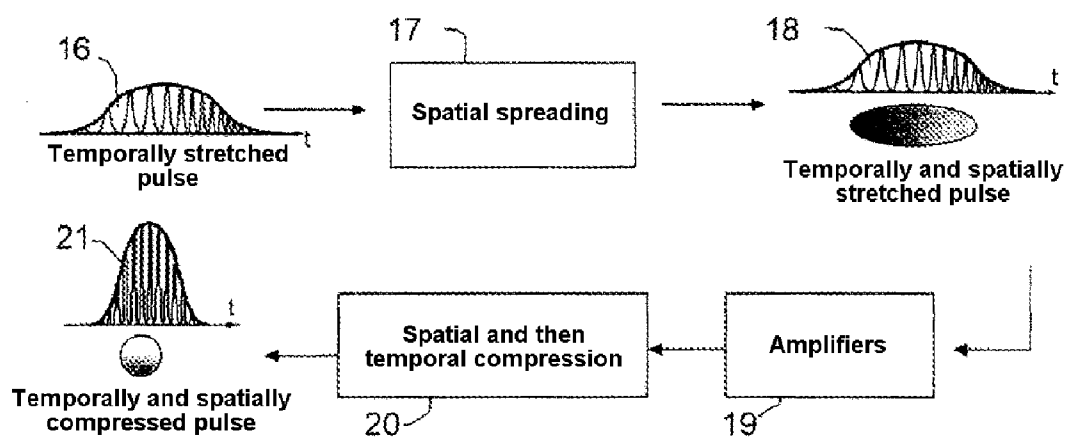 16
t
Temporally stretched
pulse
17
Spatial spreading
18
t
Temporally and spatially
stretched pulse
21
t
Temporally and spatially
compressed pulse
Spatial and then
temporal compression
20
Amplifiers
19